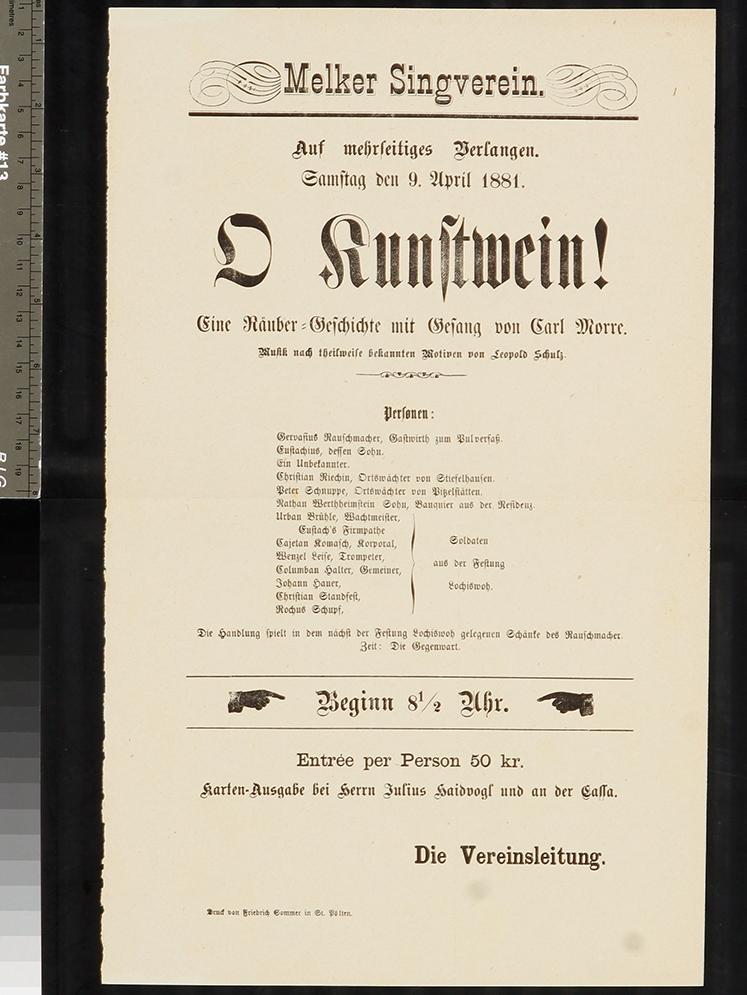 Melker Singverein.
Auf mehrseitiges Verlangen.
Samstag den 9. April 1881.
O Kunstwein!
Eine Räuber-Geschichte mit Gesang von Carl Morre.
Musik nach theilweise bekannten Motiven von Leopold Schulz.
Personen:
Gervasius Rauschmacher, Gastwirth zum Pulverfaß.
Eustachius, dessen Sohn.
Ein Unbekannter.
Christian Riechin, Ortswächter von Stiefelhausen.
Peter Schnuppe, Ortswächter von Pitzelstätten.
Nathan Werthheimstein Sohn, Banquier aus der Residenz.
Urban Brühle, Wachtmeister,
Eustach's Firmpathe
Cajetan Komasch, Korporal,
Wenzel Leise, Trompeter,
Columban Halter, Gemeiner,
Johann Hauer,
Christian Standfest,
Rochus Schupf,
Soldaten
aus der Festung
Lochiswoh.
Die Handlung spielt in dem nächst der Festung Lochiswoh gelegenen Schänke des Rauschmacher.
Zeit: Die Gegenwart.
Beginn 8½ Uhr.
Entrée per Person 50 kr.
Karten-Ausgabe bei Herrn Julius Haidvogl und an der Cassa.
Die Vereinsleitung.
Druck von Friedrich Sommer in St. Pölten.
Farbkarte #13